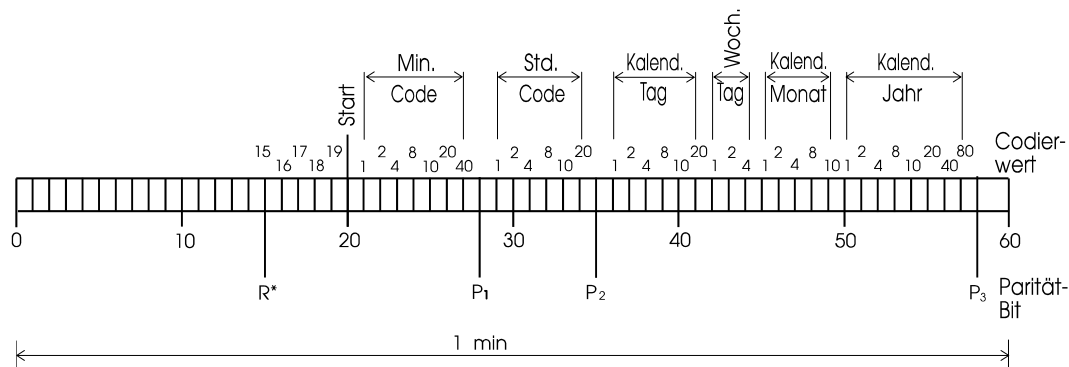 Woch.
Min. Std. Kalend. Kalend. Kalend.
Start
Code Code Tag Tag Monat Jahr
15 17 19 2 8 20 2 8 20 2 8 20 2 2 8 2 8 20 80 Codier-
16 18 1 4 10 40 1 4 10 1 4 10 1 4 1 4 10 1 4 10 40 wert
0 10 20 30 40 50 60
R* P1 P2 P3 Parität-
Bit
1 min